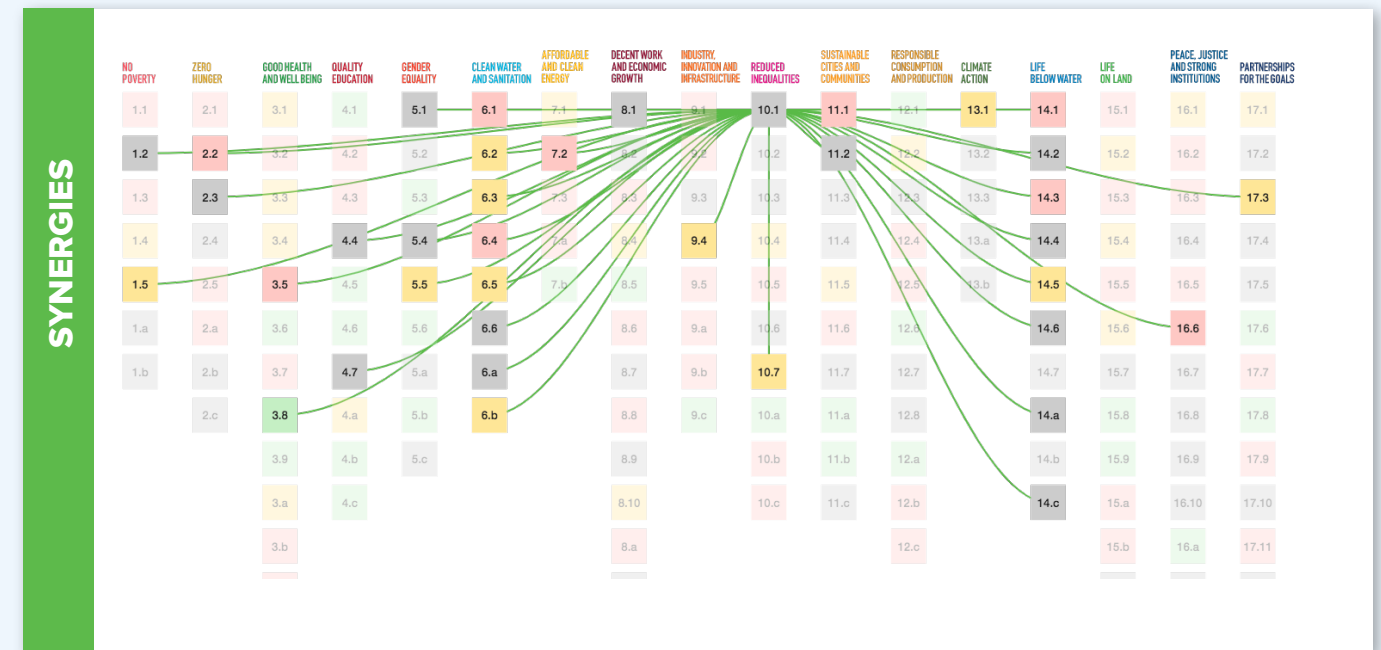 SYNERGIES
NO
POVERTY
ZERO
HUNGER
GOOD HEALTH
AND WELL BEING
QUALITY
EDUCATION
GENDER
EQUALITY
CLEAN WATER
AND SANITATION
AFFORDABLE
AND CLEAN
ENERGY
DECENT WORK
AND ECONOMIC
GROWTH
INDUSTRY,
INNOVATION AND
INFRASTRUCTURE
REDUCED
INEQUALITIES
SUSTAINABLE
CITIES AND
COMMUNITIES
RESPONSIBLE
CONSUMPTION
AND PRODUCTION
CLIMATE
ACTION
LIFE
BELOW WATER
LIFE
ON LAND
PEACE, JUSTICE
AND STRONG
INSTITUTIONS
PARTNERSHIPS
FOR THE GOALS
1.1 2.1 3.1 4.1 5.1 6.1 7.1 8.1 9.1 10.1 11.1 12.1 13.1 14.1 15.1 16.1 17.1
1.2 2.2 3.2 4.2 5.2 6.2 7.2 8.2 9.2 10.2 11.2 12.2 13.2 14.2 15.2 16.2 17.2
1.3 2.3 3.3 4.3 5.3 6.3 7.3 8.3 9.3 10.3 11.3 12.3 13.3 14.3 15.3 16.3 17.3
1.4 2.4 3.4 4.4 5.4 6.4 7.a 8.4 9.4 10.4 11.4 12.4 13.a 14.4 15.4 16.4 17.4
1.5 2.5 3.5 4.5 5.5 6.5 7.b 8.5 9.5 10.5 11.5 12.5 13.b 14.5 15.5 16.5 17.5
1.a 2.a 3.6 4.6 5.6 6.6 8.6 9.a 10.6 11.6 12.6 14.6 15.6 16.6 17.6
1.b 2.b 3.7 4.7 5.a 6.a 8.7 9.b 10.7 11.7 12.7 14.7 15.7 16.7 17.7
2.c 3.8 4.a 5.b 6.b 8.8 9.c 10.a 11.a 12.8 14.a 15.8 16.8 17.8
3.9 4.b 5.c 8.9 10.b 11.b 12.a 14.b 15.9 16.9 17.9
3.a 4.c 8.10 10.c 11.c 12.b 14.c 15.a 16.10 17.10
3.b 8.a 12.c 15.b 16.a 17.11